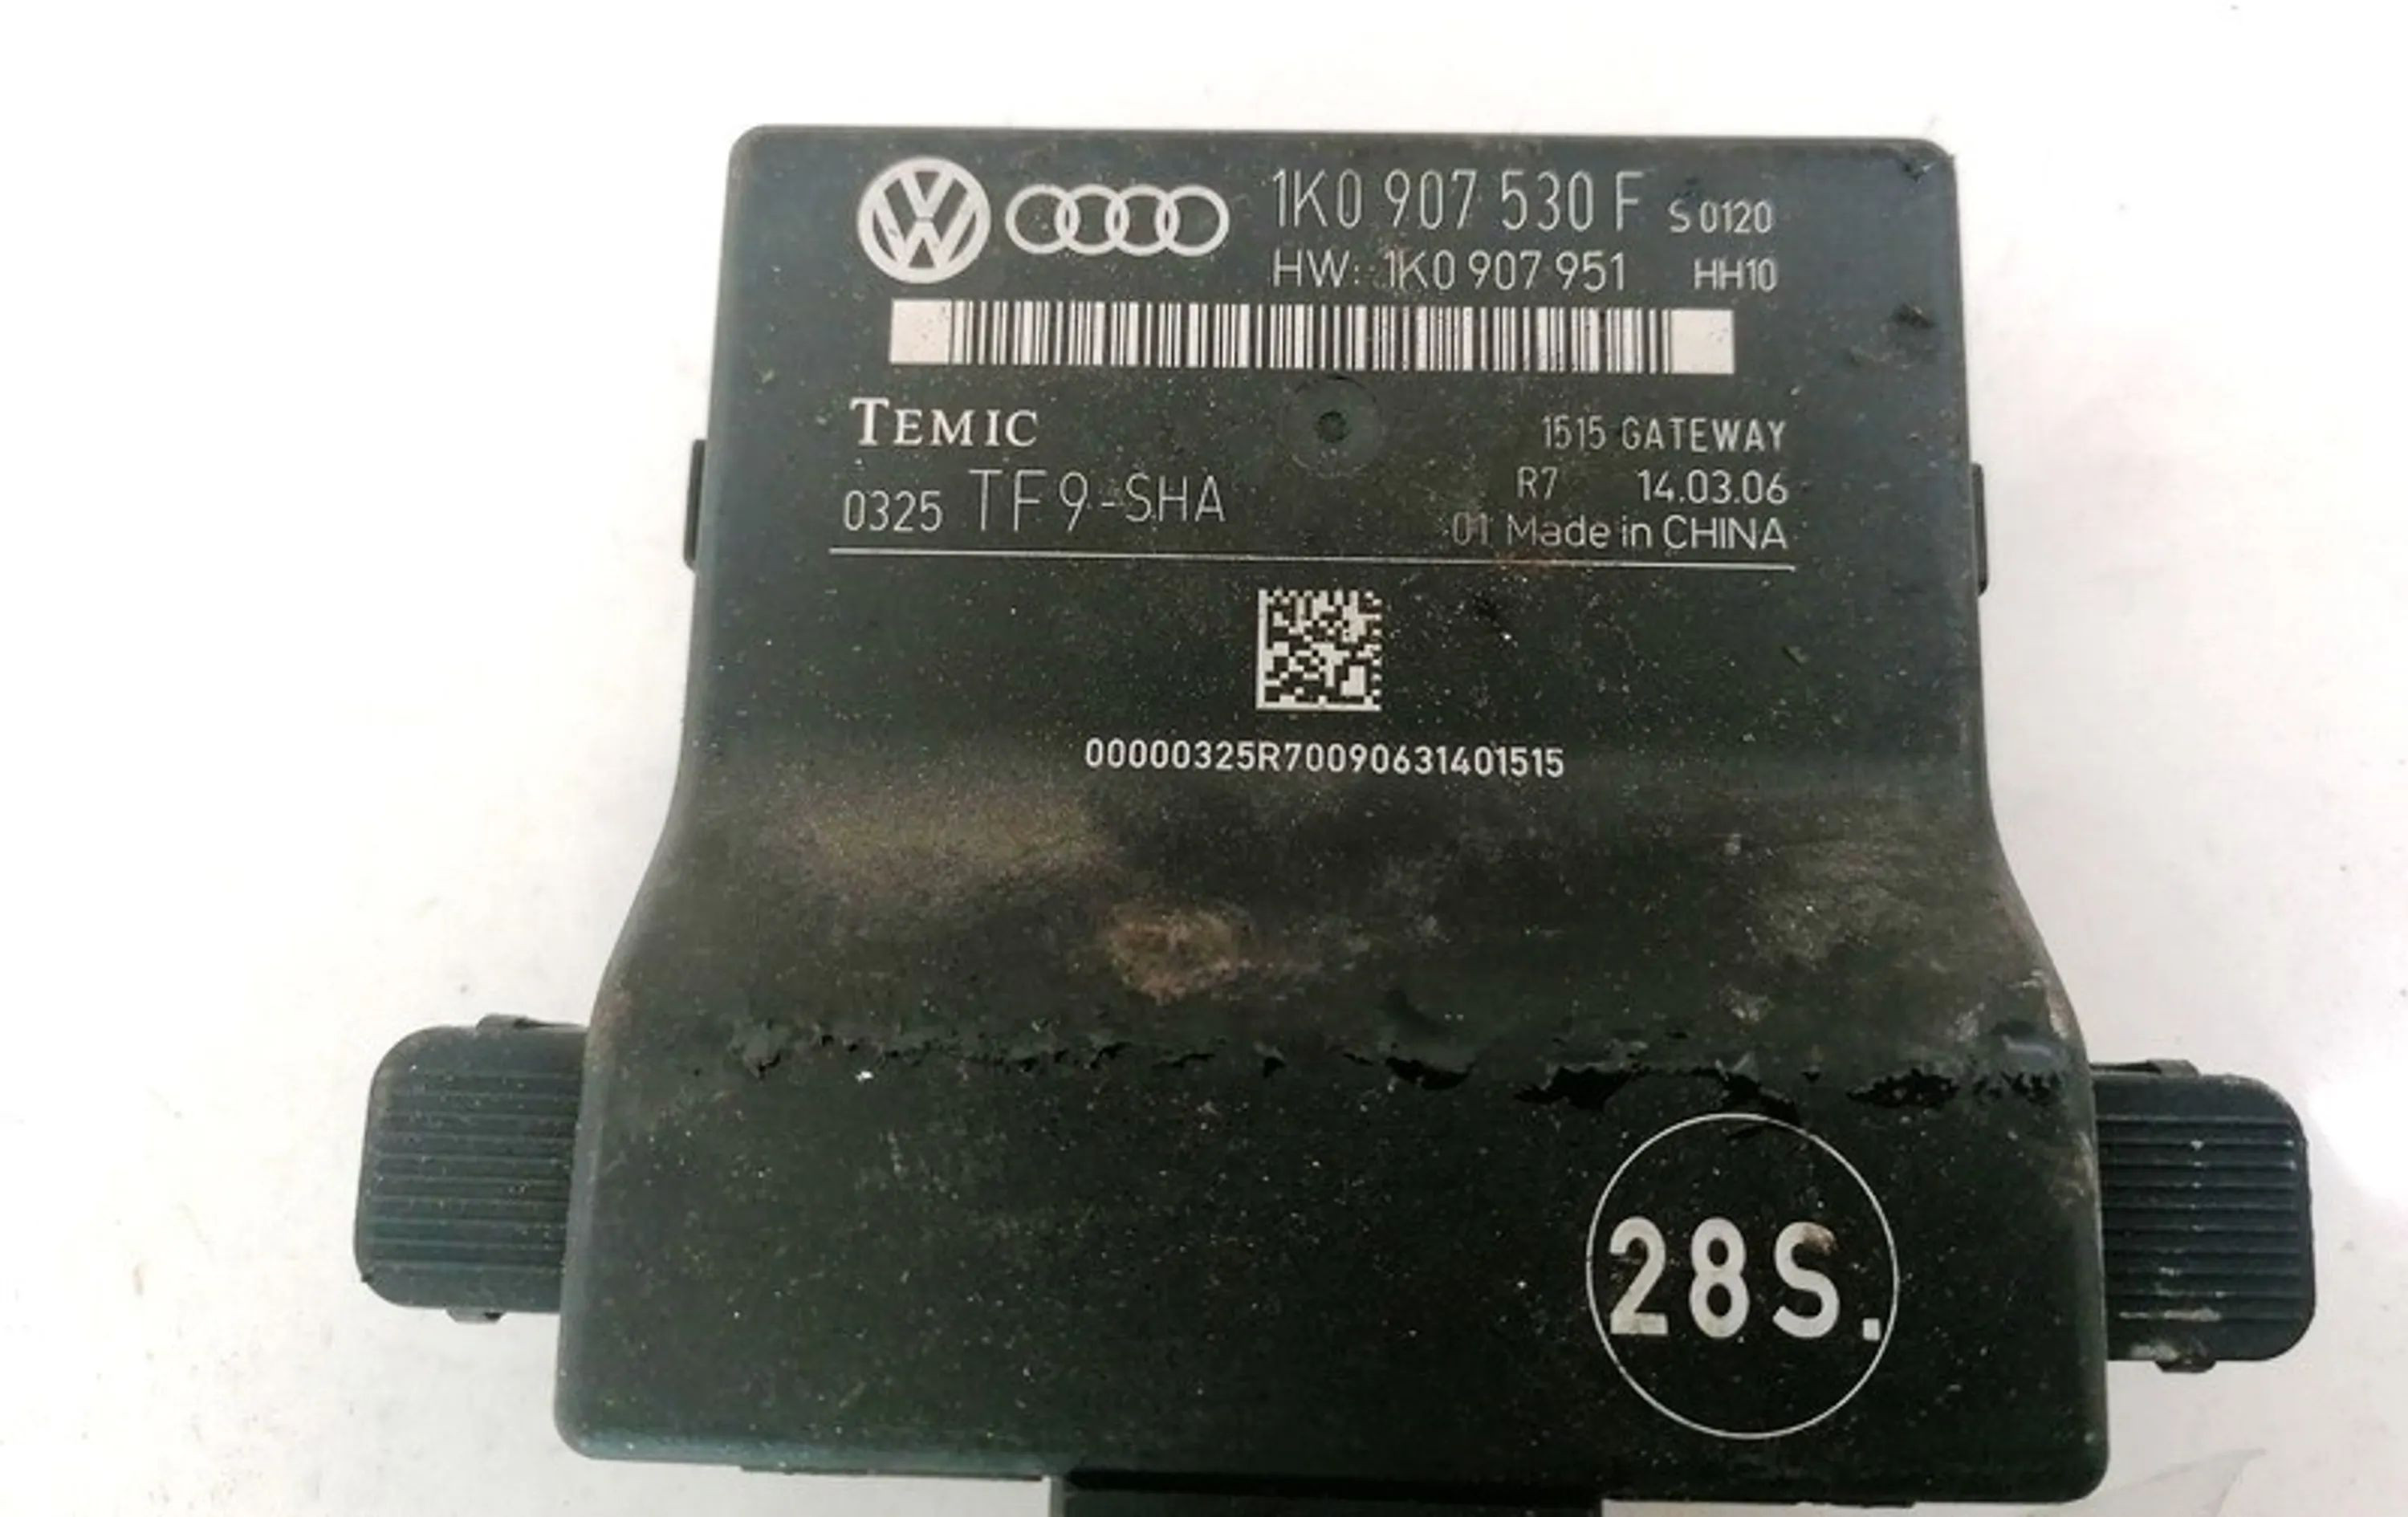 1K0 907 530 F S 0120
HW: 1K0 907 951 HH10
TEMIC
1515 GATEWAY
0325 TF9-SHA
R7 14.03.06
01 Made in CHINA
00000325R70090631401515
28S.